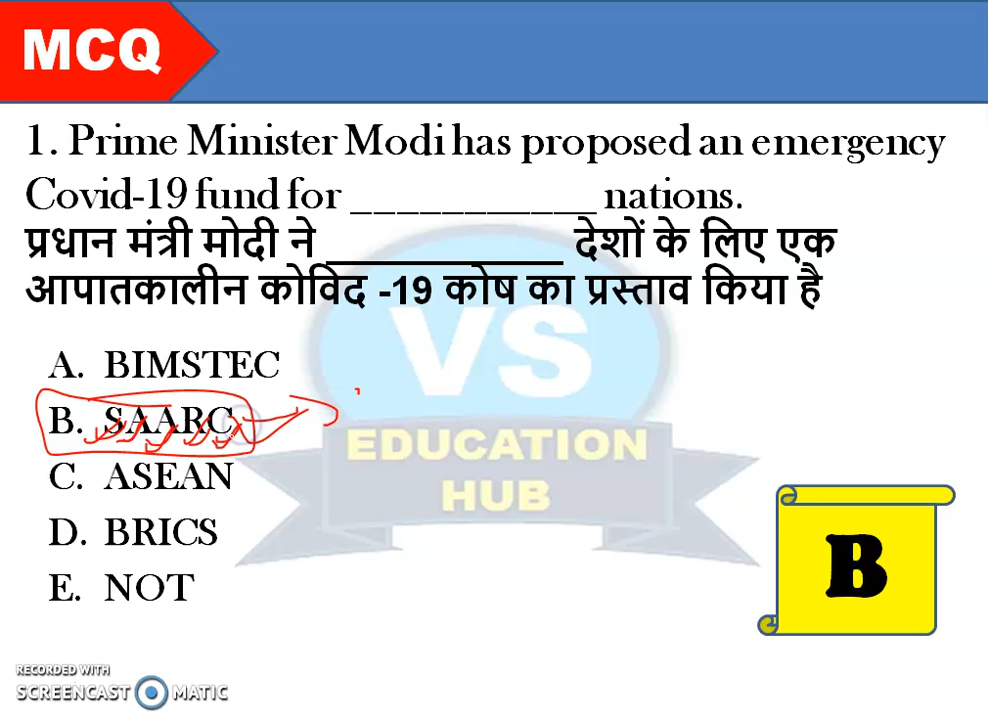 MCQ
1. Prime Minister Modi has proposed an emergency
Covid-19 fund for ___________ nations.
प्रधान मंत्री मोदी ने ______________ देशों के लिए एक
आपातकालीन कोविद -19 कोष का प्रस्ताव किया है
A. BIMSTEC
B. SAARC
C. ASEAN
D. BRICS
E. NOT
VS
EDUCATION
HUB
B
RECORDED WITH
SCREENCAST MATIC